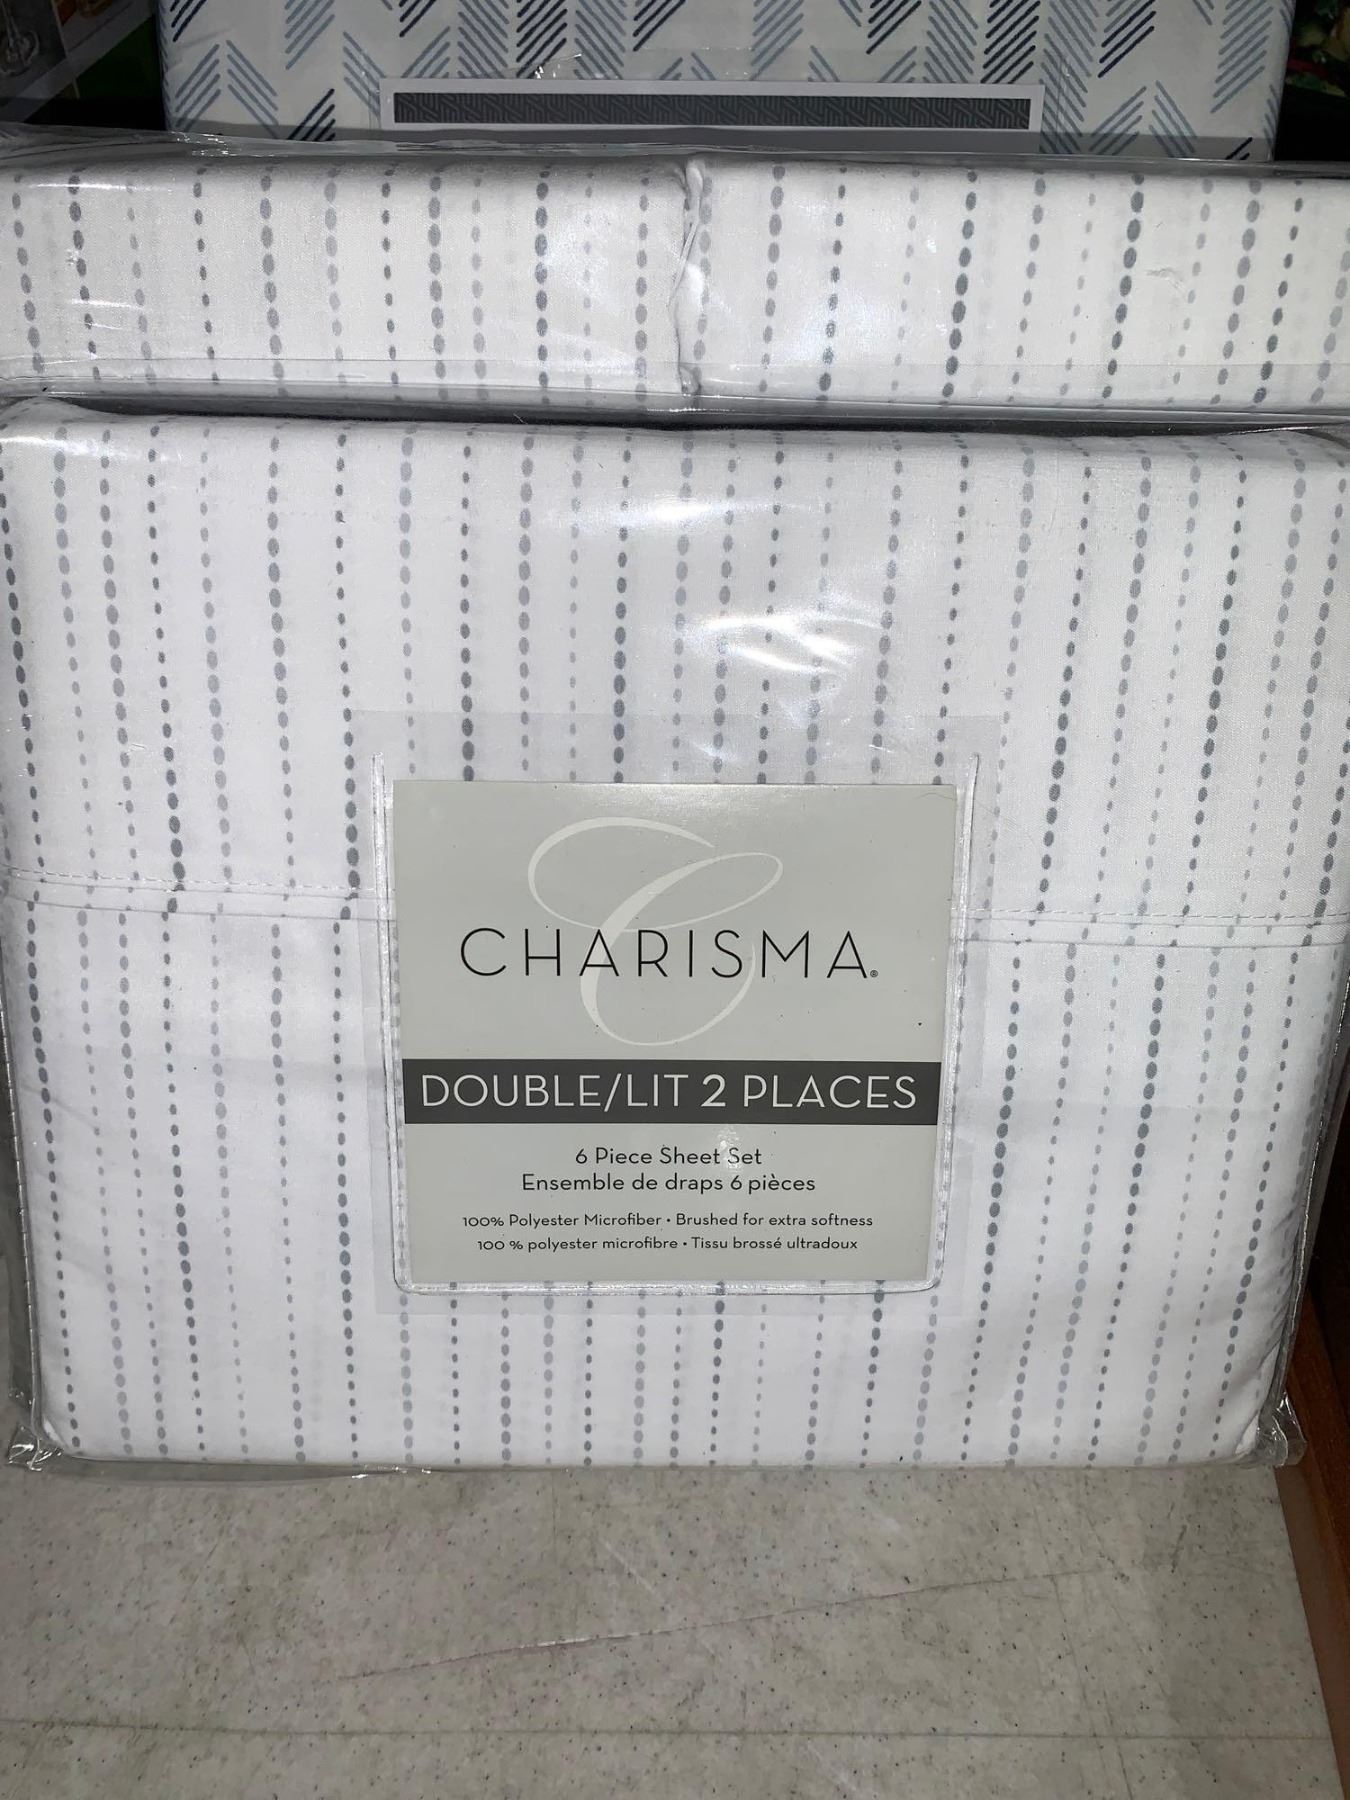 CHARISMA®
DOUBLE/LIT 2 PLACES
6 Piece Sheet Set
Ensemble de draps 6 pièces
100% Polyester Microfiber • Brushed for extra softness
100 % polyester microfibre • Tissu brossé ultradoux